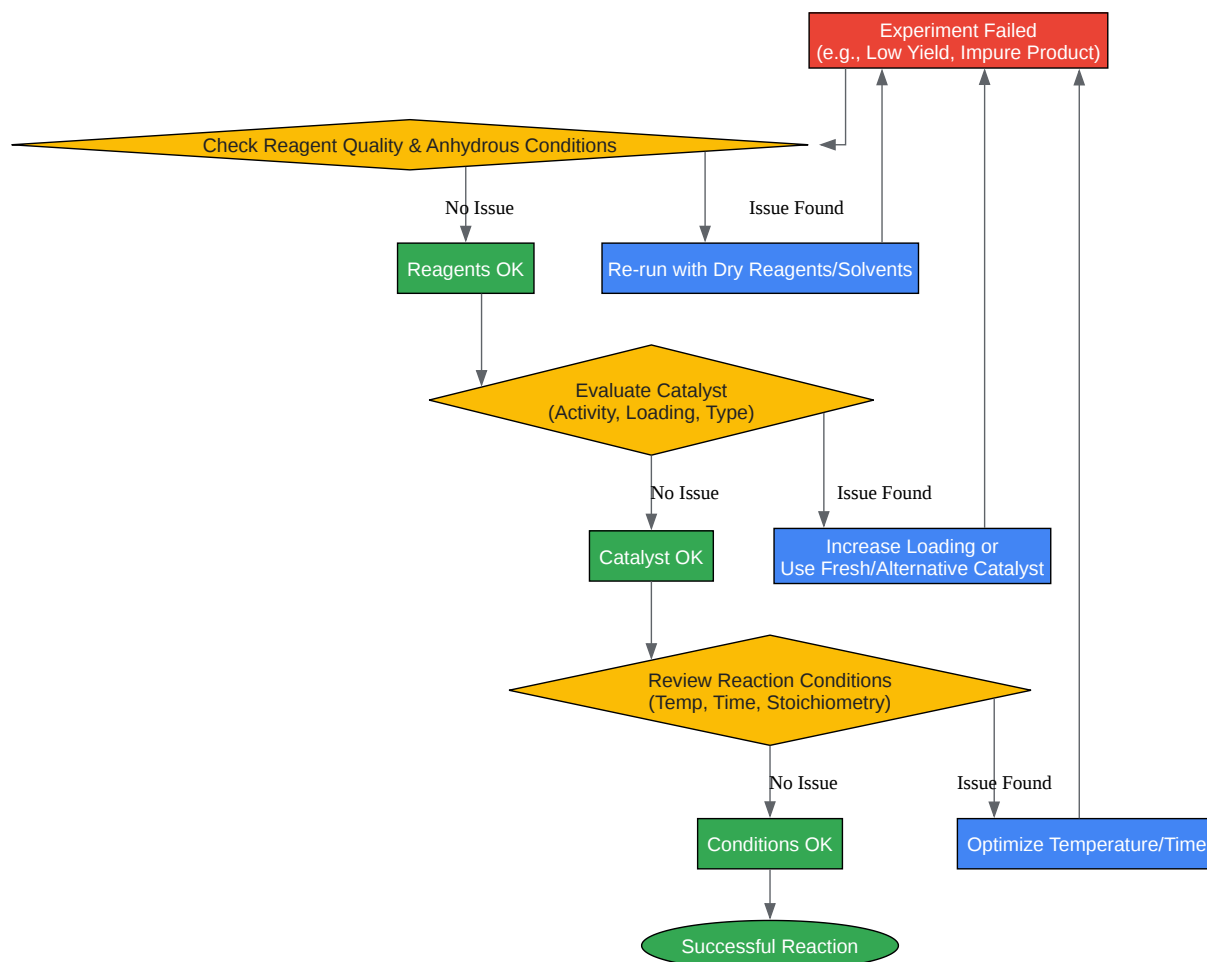 Experiment Failed
(e.g., Low Yield, Impure Product)
Check Reagent Quality & Anhydrous Conditions
No Issue
Issue Found
Reagents OK
Re-run with Dry Reagents/Solvents
Evaluate Catalyst
(Activity, Loading, Type)
No Issue
Issue Found
Catalyst OK
Increase Loading or
Use Fresh/Alternative Catalyst
Review Reaction Conditions
(Temp, Time, Stoichiometry)
No Issue
Issue Found
Conditions OK
Optimize Temperature/Time
Successful Reaction